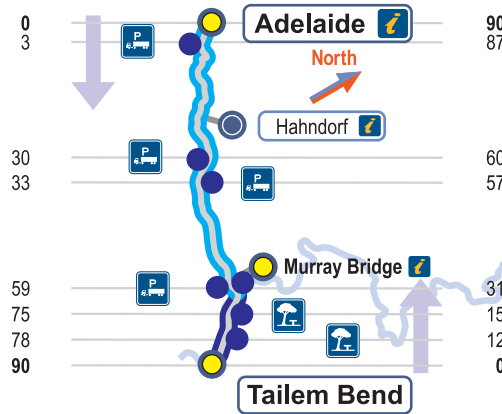 0 Adelaide i 90
3 P 87
North
Hahndorf i
30 P 60
33 P 57
Murray Bridge i
59 P 31
75 15
78 12
90 0
Tailem Bend